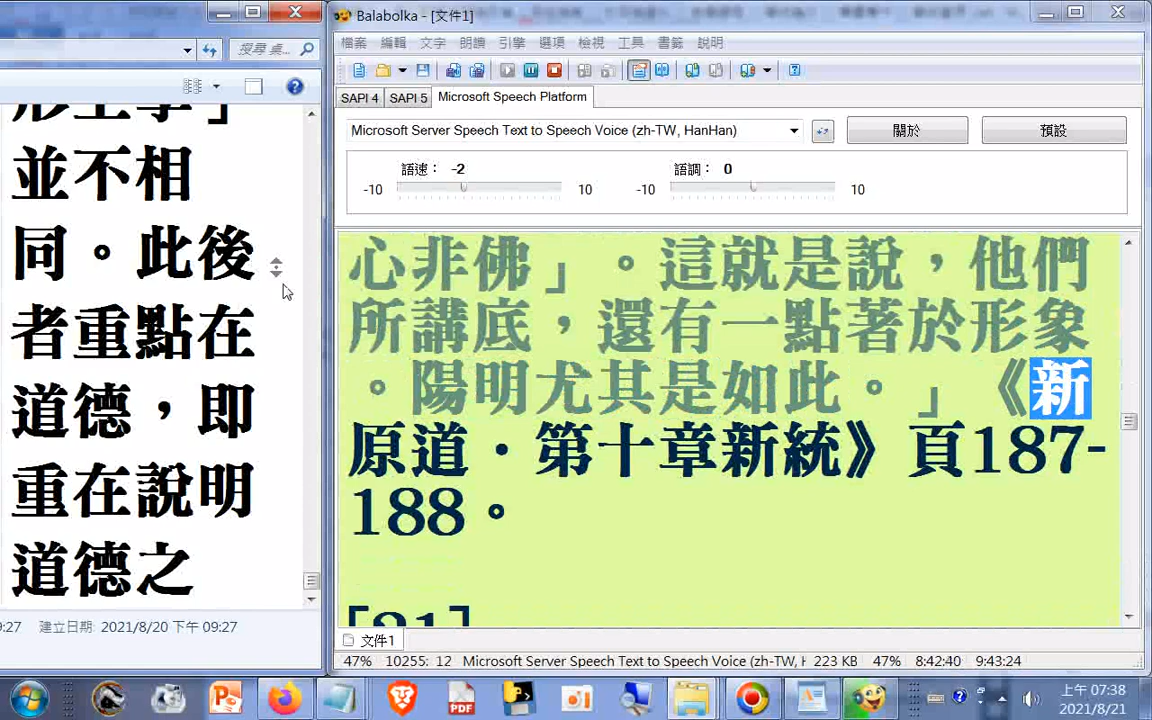 搜尋 桌...
形上學」
並不相
同。此後
者重點在
道德，即
重在說明
道德之
9:27 建立日期: 2021/8/20 下午 09:27
Balabolka - [文件1]
檔案 編輯 文字 朗讀 引擎 選項 檢視 工具 書籤 說明
SAPI 4 SAPI 5 Microsoft Speech Platform
Microsoft Server Speech Text to Speech Voice (zh-TW, HanHan) 關於 預設
語速： -2 語調： 0
-10 10 -10 10
心非佛」。這就是說，他們
所講底，還有一點著於形象
。陽明尤其是如此。」《新
原道．第十章新統》頁187-
188。
[21]
文件1
47% 10255: 12 Microsoft Server Speech Text to Speech Voice (zh-TW, H 223 KB 47% 8:42:40 9:43:24
PDF
上午 07:38
2021/8/21